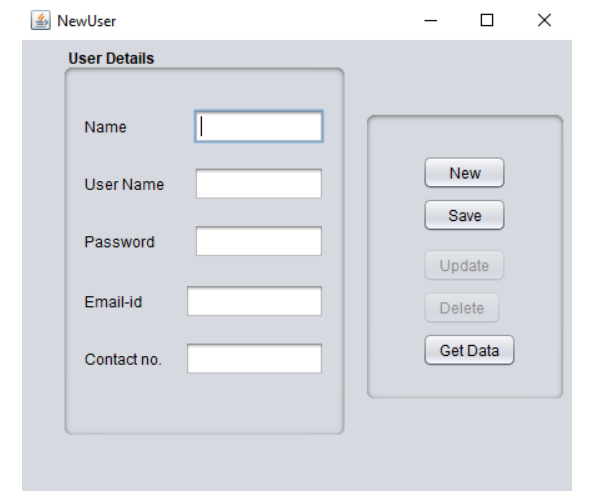 NewUser
User Details
Name
User Name
Password
Email-id
Contact no.
New
Save
Update
Delete
Get Data